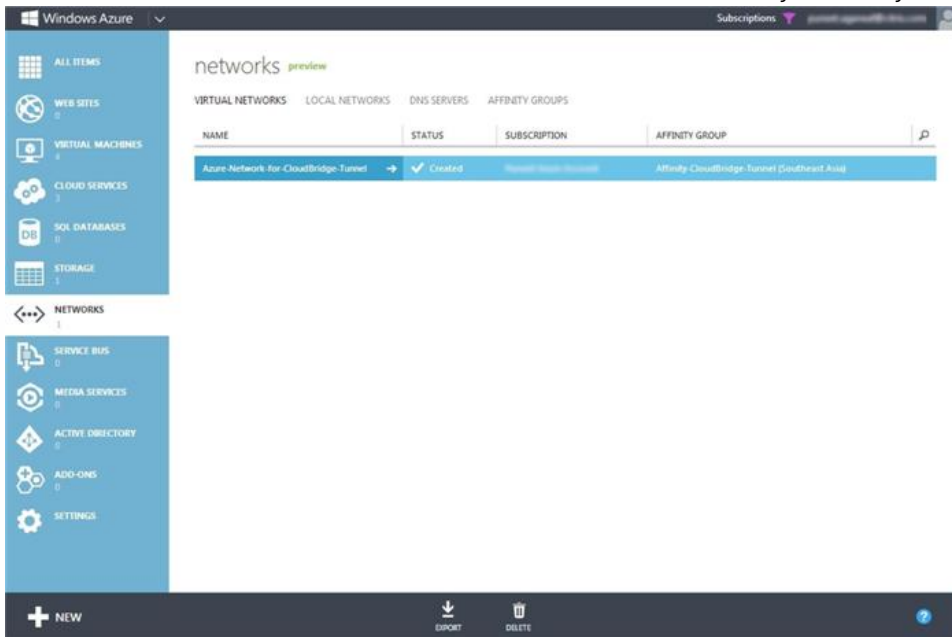 Windows Azure
Subscriptions
ALL ITEMS
networks preview
WEB SITES
0
VIRTUAL NETWORKS LOCAL NETWORKS DNS SERVERS AFFINITY GROUPS
NAME STATUS SUBSCRIPTION AFFINITY GROUP
VIRTUAL MACHINES
Azure-Network-for-CloudBridge-Tunnel Created Affinity-CloudBridge-Tunnel (Southeast Asia)
CLOUD SERVICES
SQL DATABASES
0
DB
STORAGE
1
NETWORKS
1
SERVICE BUS
0
MEDIA SERVICES
0
ACTIVE DIRECTORY
0
ADD-ONS
0
SETTINGS
NEW
EXPORT
DELETE
?